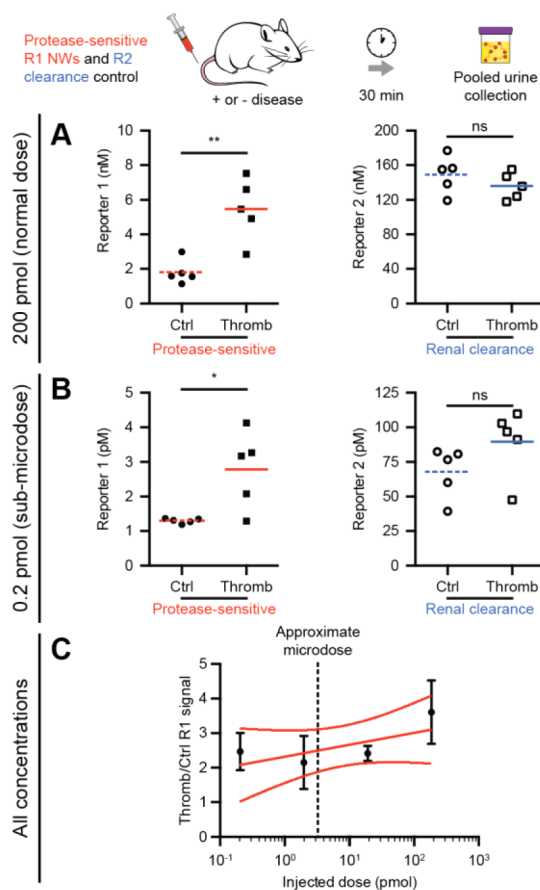 Protease-sensitive
R1 NWs and R2
clearance control
+ or - disease
30 min
Pooled urine
collection
200 pmol (normal dose)
A
Reporter 1 (nM)
10
8
6
4
2
0
**
Ctrl Thromb
Protease-sensitive
Reporter 2 (nM)
200
160
120
80
40
0
ns
Ctrl Thromb
Renal clearance
0.2 pmol (sub-microdose)
B
Reporter 1 (pM)
5
4
3
2
1
0
*
Ctrl Thromb
Protease-sensitive
Reporter 2 (pM)
125
100
75
50
25
0
ns
Ctrl Thromb
Renal clearance
All concentrations
C
Approximate
microdose
Thromb/Ctrl R1 signal
5
4
3
2
1
0
10-1 100 101 102 103
Injected dose (pmol)